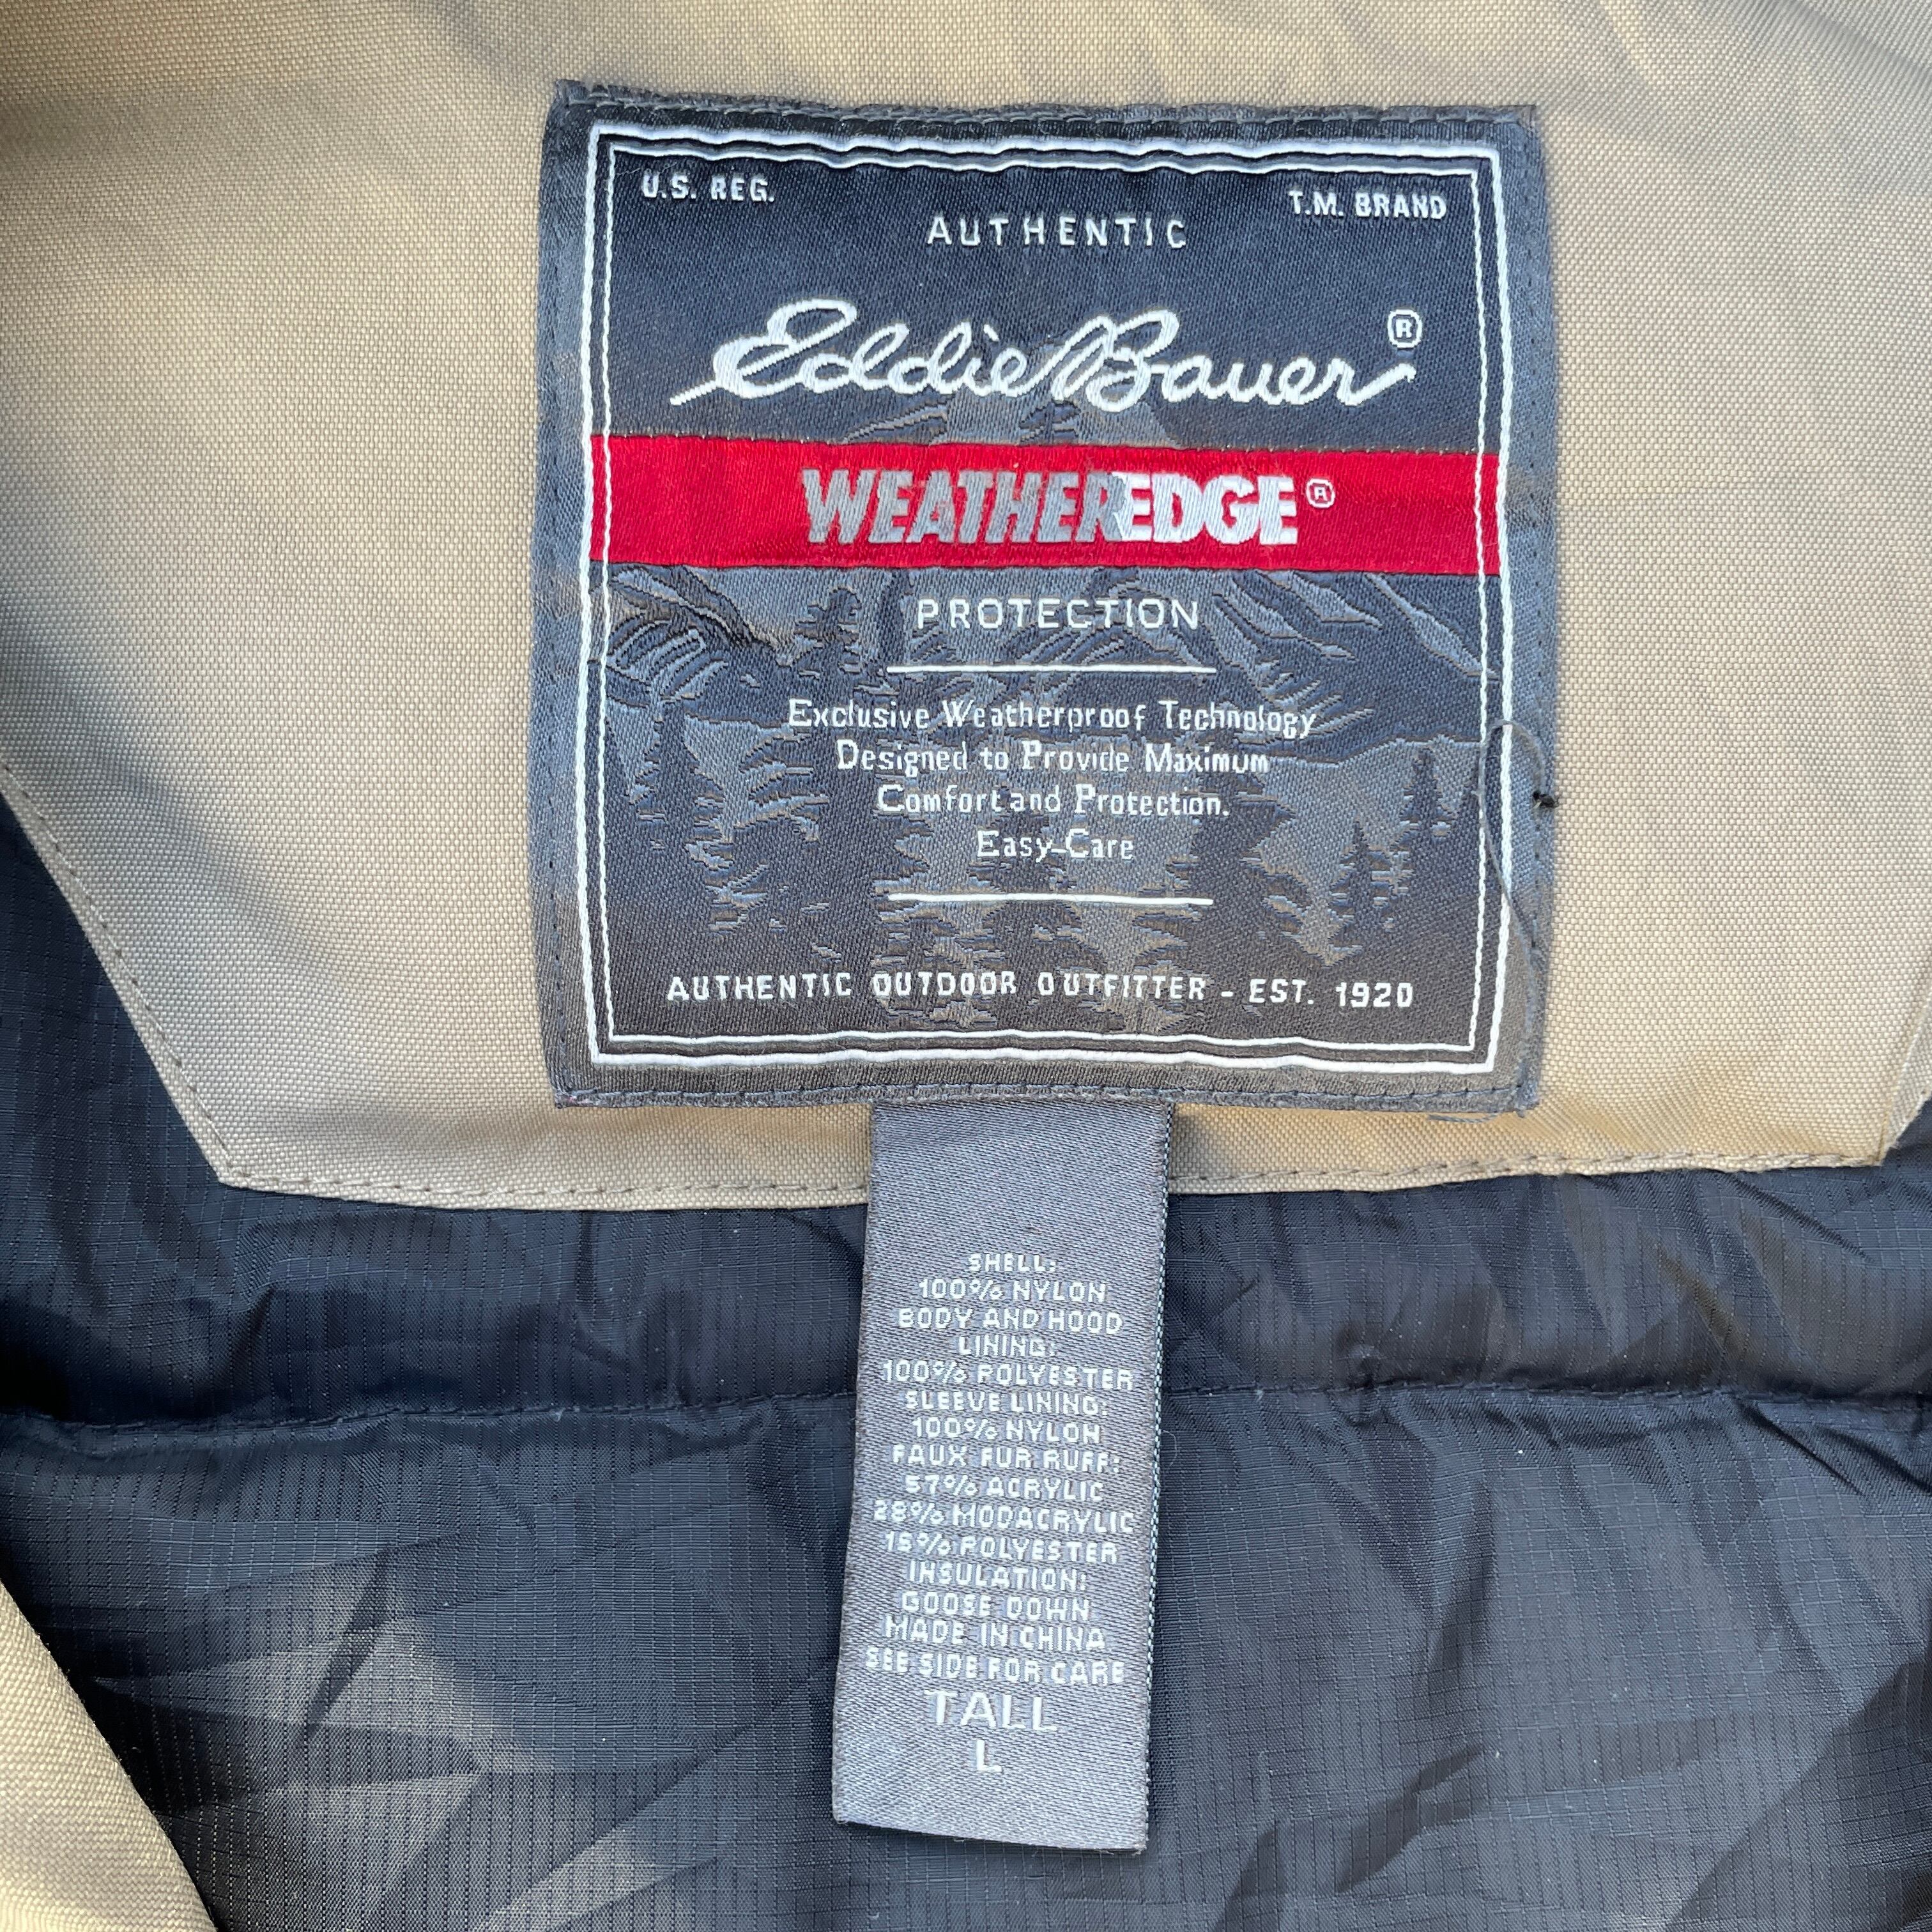 U.S. REG.
T.M. BRAND
AUTHENTIC
Eddie Bauer®
WEATHEREDGE®
PROTECTION
Exclusive Weatherproof Technology
Designed to Provide Maximum
Comfort and Protection.
Easy-Care
AUTHENTIC OUTDOOR OUTFITTER - EST. 1920
SHELL:
100% NYLON
BODY AND HOOD
LINING:
100% POLYESTER
SLEEVE LINING:
100% NYLON
FAUX FUR RUFF:
57% ACRYLIC
28% MODACRYLIC
15% POLYESTER
INSULATION:
GOOSE DOWN
MADE IN CHINA
SEE SIDE FOR CARE
TALL
L